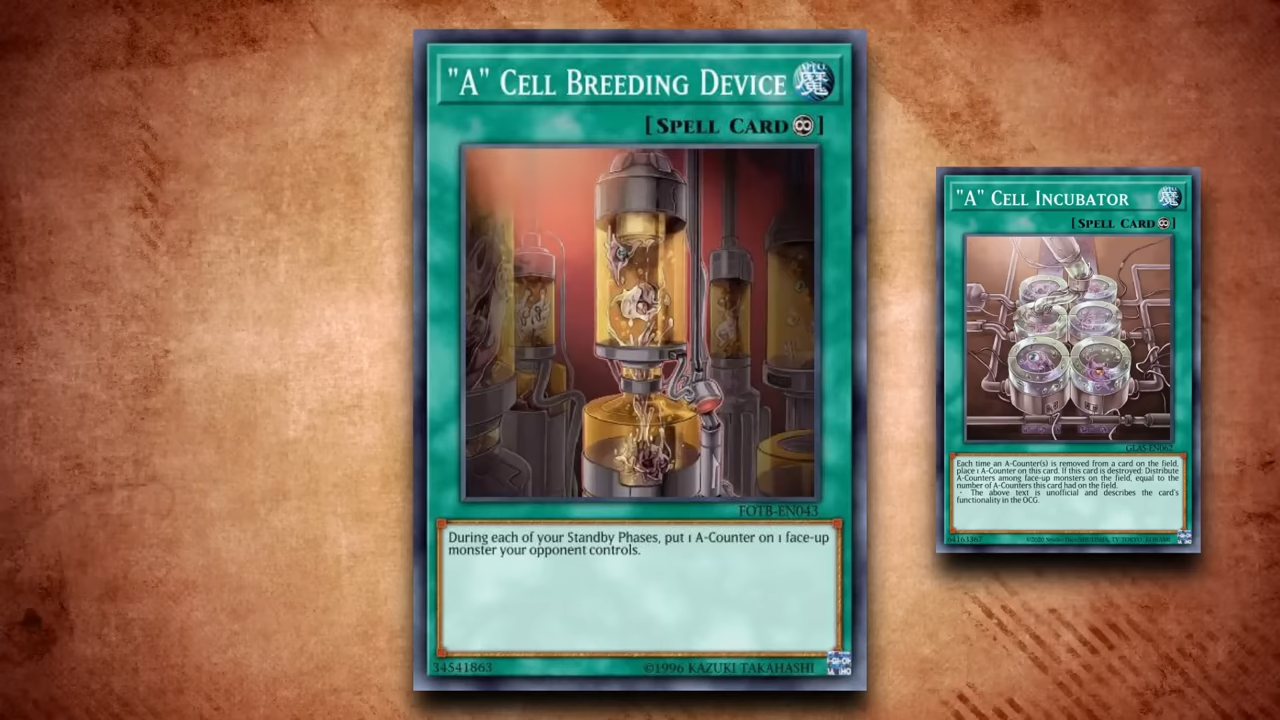 "A" CELL BREEDING DEVICE 魔
[SPELL CARD ∞]
FOTB-EN043
During each of your Standby Phases, put 1 A-Counter on 1 face-up
monster your opponent controls.
34541863 ©1996 KAZUKI TAKAHASHI
"A" CELL INCUBATOR 魔
[SPELL CARD ∞]
GLAS-EN062
Each time an A-Counter(s) is removed from a card on the field,
place 1 A-Counter on this card. If this card is destroyed: Distribute
A-Counters among face-up monsters on the field, equal to the
number of A-Counters this card had on the field.
- The above text is unofficial and describes the card's
functionality in the OCG.
64163367